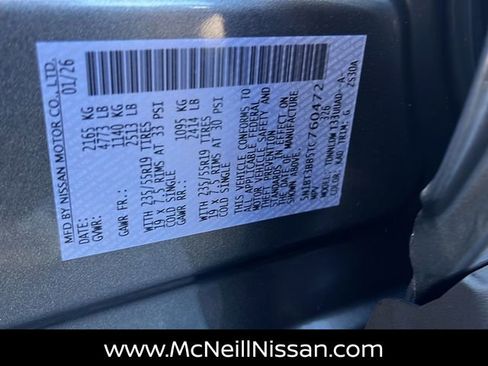 MFD BY NISSAN MOTOR CO., LTD.
DATE: 01/26
GVWR: 2165 KG
4773 LB
GAWR FR.: 1140 KG
2513 LB
WITH 235/55R19 TIRES
19 x 7.5 RIMS AT 33 PSI
COLD SINGLE
GAWR RR.: 1095 KG
2414 LB
WITH 235/55R19 TIRES
19 x 7.5 RIMS AT 30 PSI
COLD SINGLE
THIS VEHICLE CONFORMS TO
ALL APPLICABLE FEDERAL
MOTOR VEHICLE SAFETY AND
THEFT PREVENTION
STANDARDS IN EFFECT ON
THE DATE OF MANUFACTURE
SHOWN ABOVE.
MPV
COLOR: KAD TRIM: G
ZS30A
www.McNeillNissan.com